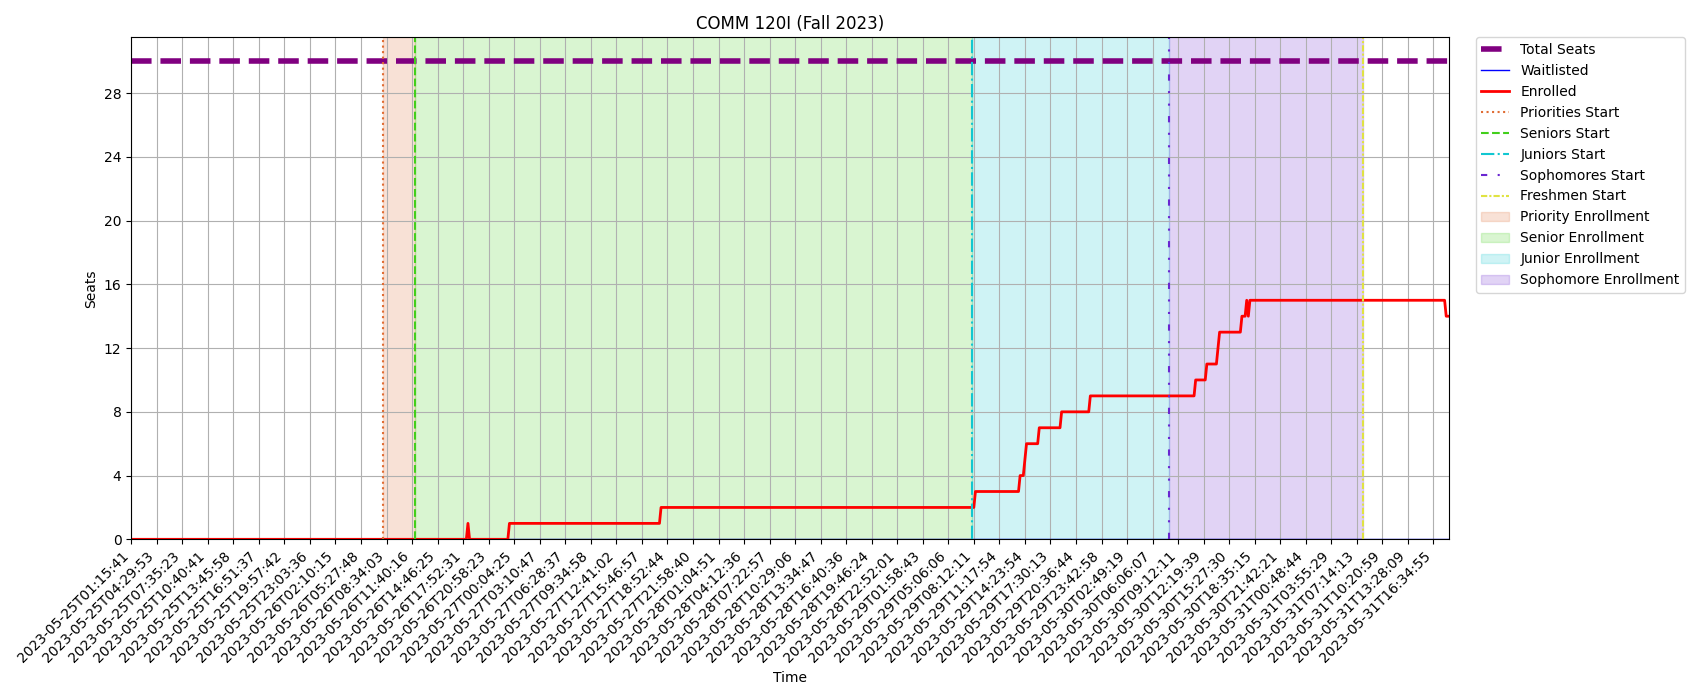 COMM 120I (Fall 2023)
Total Seats
Waitlisted
Enrolled
Priorities Start
Seniors Start
Juniors Start
Sophomores Start
Freshmen Start
Priority Enrollment
Senior Enrollment
Junior Enrollment
Sophomore Enrollment
Seats
28
24
20
16
12
8
4
0
2023-05-25T01:15:41
2023-05-25T04:29:53
2023-05-25T07:35:23
2023-05-25T10:40:41
2023-05-25T13:45:58
2023-05-25T16:51:37
2023-05-25T19:57:42
2023-05-25T23:03:36
2023-05-26T02:10:15
2023-05-26T05:27:48
2023-05-26T08:34:03
2023-05-26T11:40:16
2023-05-26T14:46:25
2023-05-26T17:52:31
2023-05-26T20:58:23
2023-05-27T00:04:25
2023-05-27T03:10:47
2023-05-27T06:28:37
2023-05-27T09:34:58
2023-05-27T12:41:02
2023-05-27T15:46:57
2023-05-27T18:52:44
2023-05-27T21:58:40
2023-05-28T01:04:51
2023-05-28T04:12:36
2023-05-28T07:22:57
2023-05-28T10:29:06
2023-05-28T13:34:47
2023-05-28T16:40:36
2023-05-28T19:46:24
2023-05-28T22:52:01
2023-05-29T01:58:43
2023-05-29T05:06:06
2023-05-29T08:12:11
2023-05-29T11:17:54
2023-05-29T14:23:54
2023-05-29T17:30:13
2023-05-29T20:36:44
2023-05-29T23:42:58
2023-05-30T02:49:19
2023-05-30T06:06:07
2023-05-30T09:12:11
2023-05-30T12:19:39
2023-05-30T15:27:30
2023-05-30T18:35:15
2023-05-30T21:42:21
2023-05-31T00:48:44
2023-05-31T03:55:29
2023-05-31T07:14:13
2023-05-31T10:20:59
2023-05-31T13:28:09
2023-05-31T16:34:55
Time